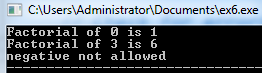 C:\Users\Administrator\Documents\ex6.exe
Factorial of 0 is 1
Factorial of 3 is 6
negative not allowed
--------------------------------